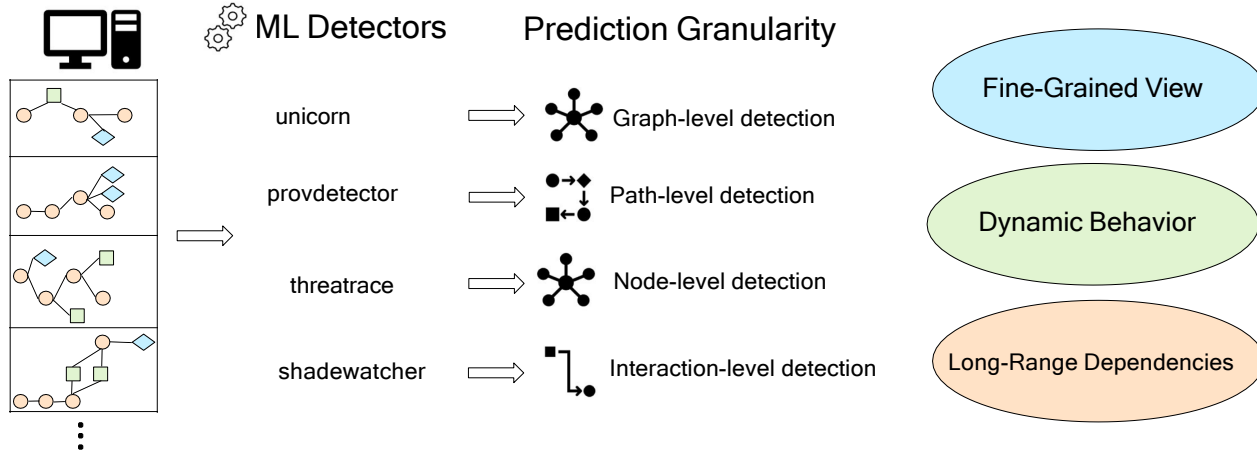 ML Detectors
Prediction Granularity
unicorn
Graph-level detection
provdetector
Path-level detection
threatrace
Node-level detection
shadewatcher
Interaction-level detection
Fine-Grained View
Dynamic Behavior
Long-Range Dependencies